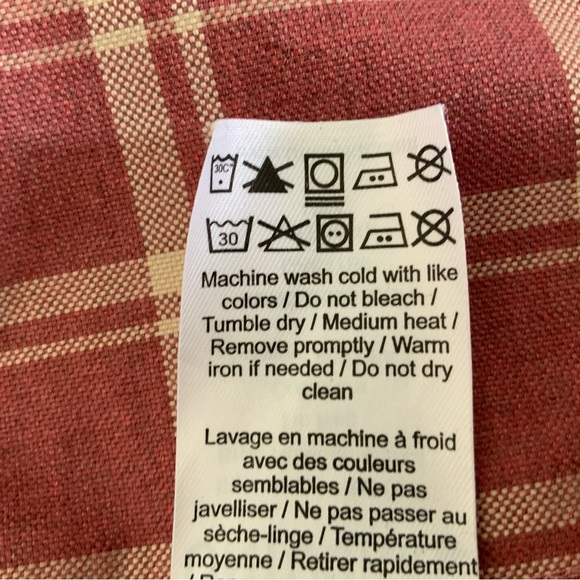 30C
30
Machine wash cold with like
colors / Do not bleach /
Tumble dry / Medium heat /
Remove promptly / Warm
iron if needed / Do not dry
clean
Lavage en machine à froid
avec des couleurs
semblables / Ne pas
javelliser / Ne pas passer au
sèche-linge / Température
moyenne / Retirer rapidement